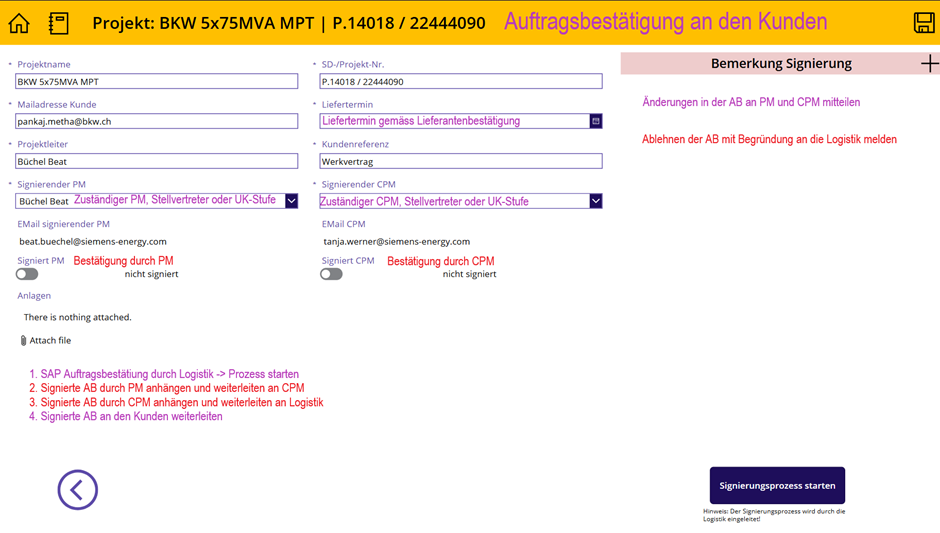 Projekt: BKW 5x75MVA MPT | P.14018 / 22444090 Auftragsbestätigung an den Kunden
* Projektname
BKW 5x75MVA MPT
* SD-/Projekt-Nr.
P.14018 / 22444090
* Mailadresse Kunde
pankaj.metha@bkw.ch
* Liefertermin
Liefertermin gemäss Lieferantenbestätigung
* Projektleiter
Büchel Beat
* Kundenreferenz
Werkvertrag
* Signierender PM
Büchel Beat Zuständiger PM, Stellvertreter oder UK-Stufe
* Signierender CPM
Zuständiger CPM, Stellvertreter oder UK-Stufe
EMail signierender PM
beat.buechel@siemens-energy.com
EMail CPM
tanja.werner@siemens-energy.com
Signiert PM Bestätigung durch PM
nicht signiert
Signiert CPM Bestätigung durch CPM
nicht signiert
Anlagen
There is nothing attached.
Attach file
1. SAP Auftragsbestätigung durch Logistik -> Prozess starten
2. Signierte AB durch PM anhängen und weiterleiten an CPM
3. Signierte AB durch CPM anhängen und weiterleiten an Logistik
4. Signierte AB an den Kunden weiterleiten
Bemerkung Signierung
Änderungen in der AB an PM und CPM mitteilen
Ablehnen der AB mit Begründung an die Logistik melden
Signierungsprozess starten
Hinweis: Der Signierungsprozess wird durch die
Logistik eingeleitet!